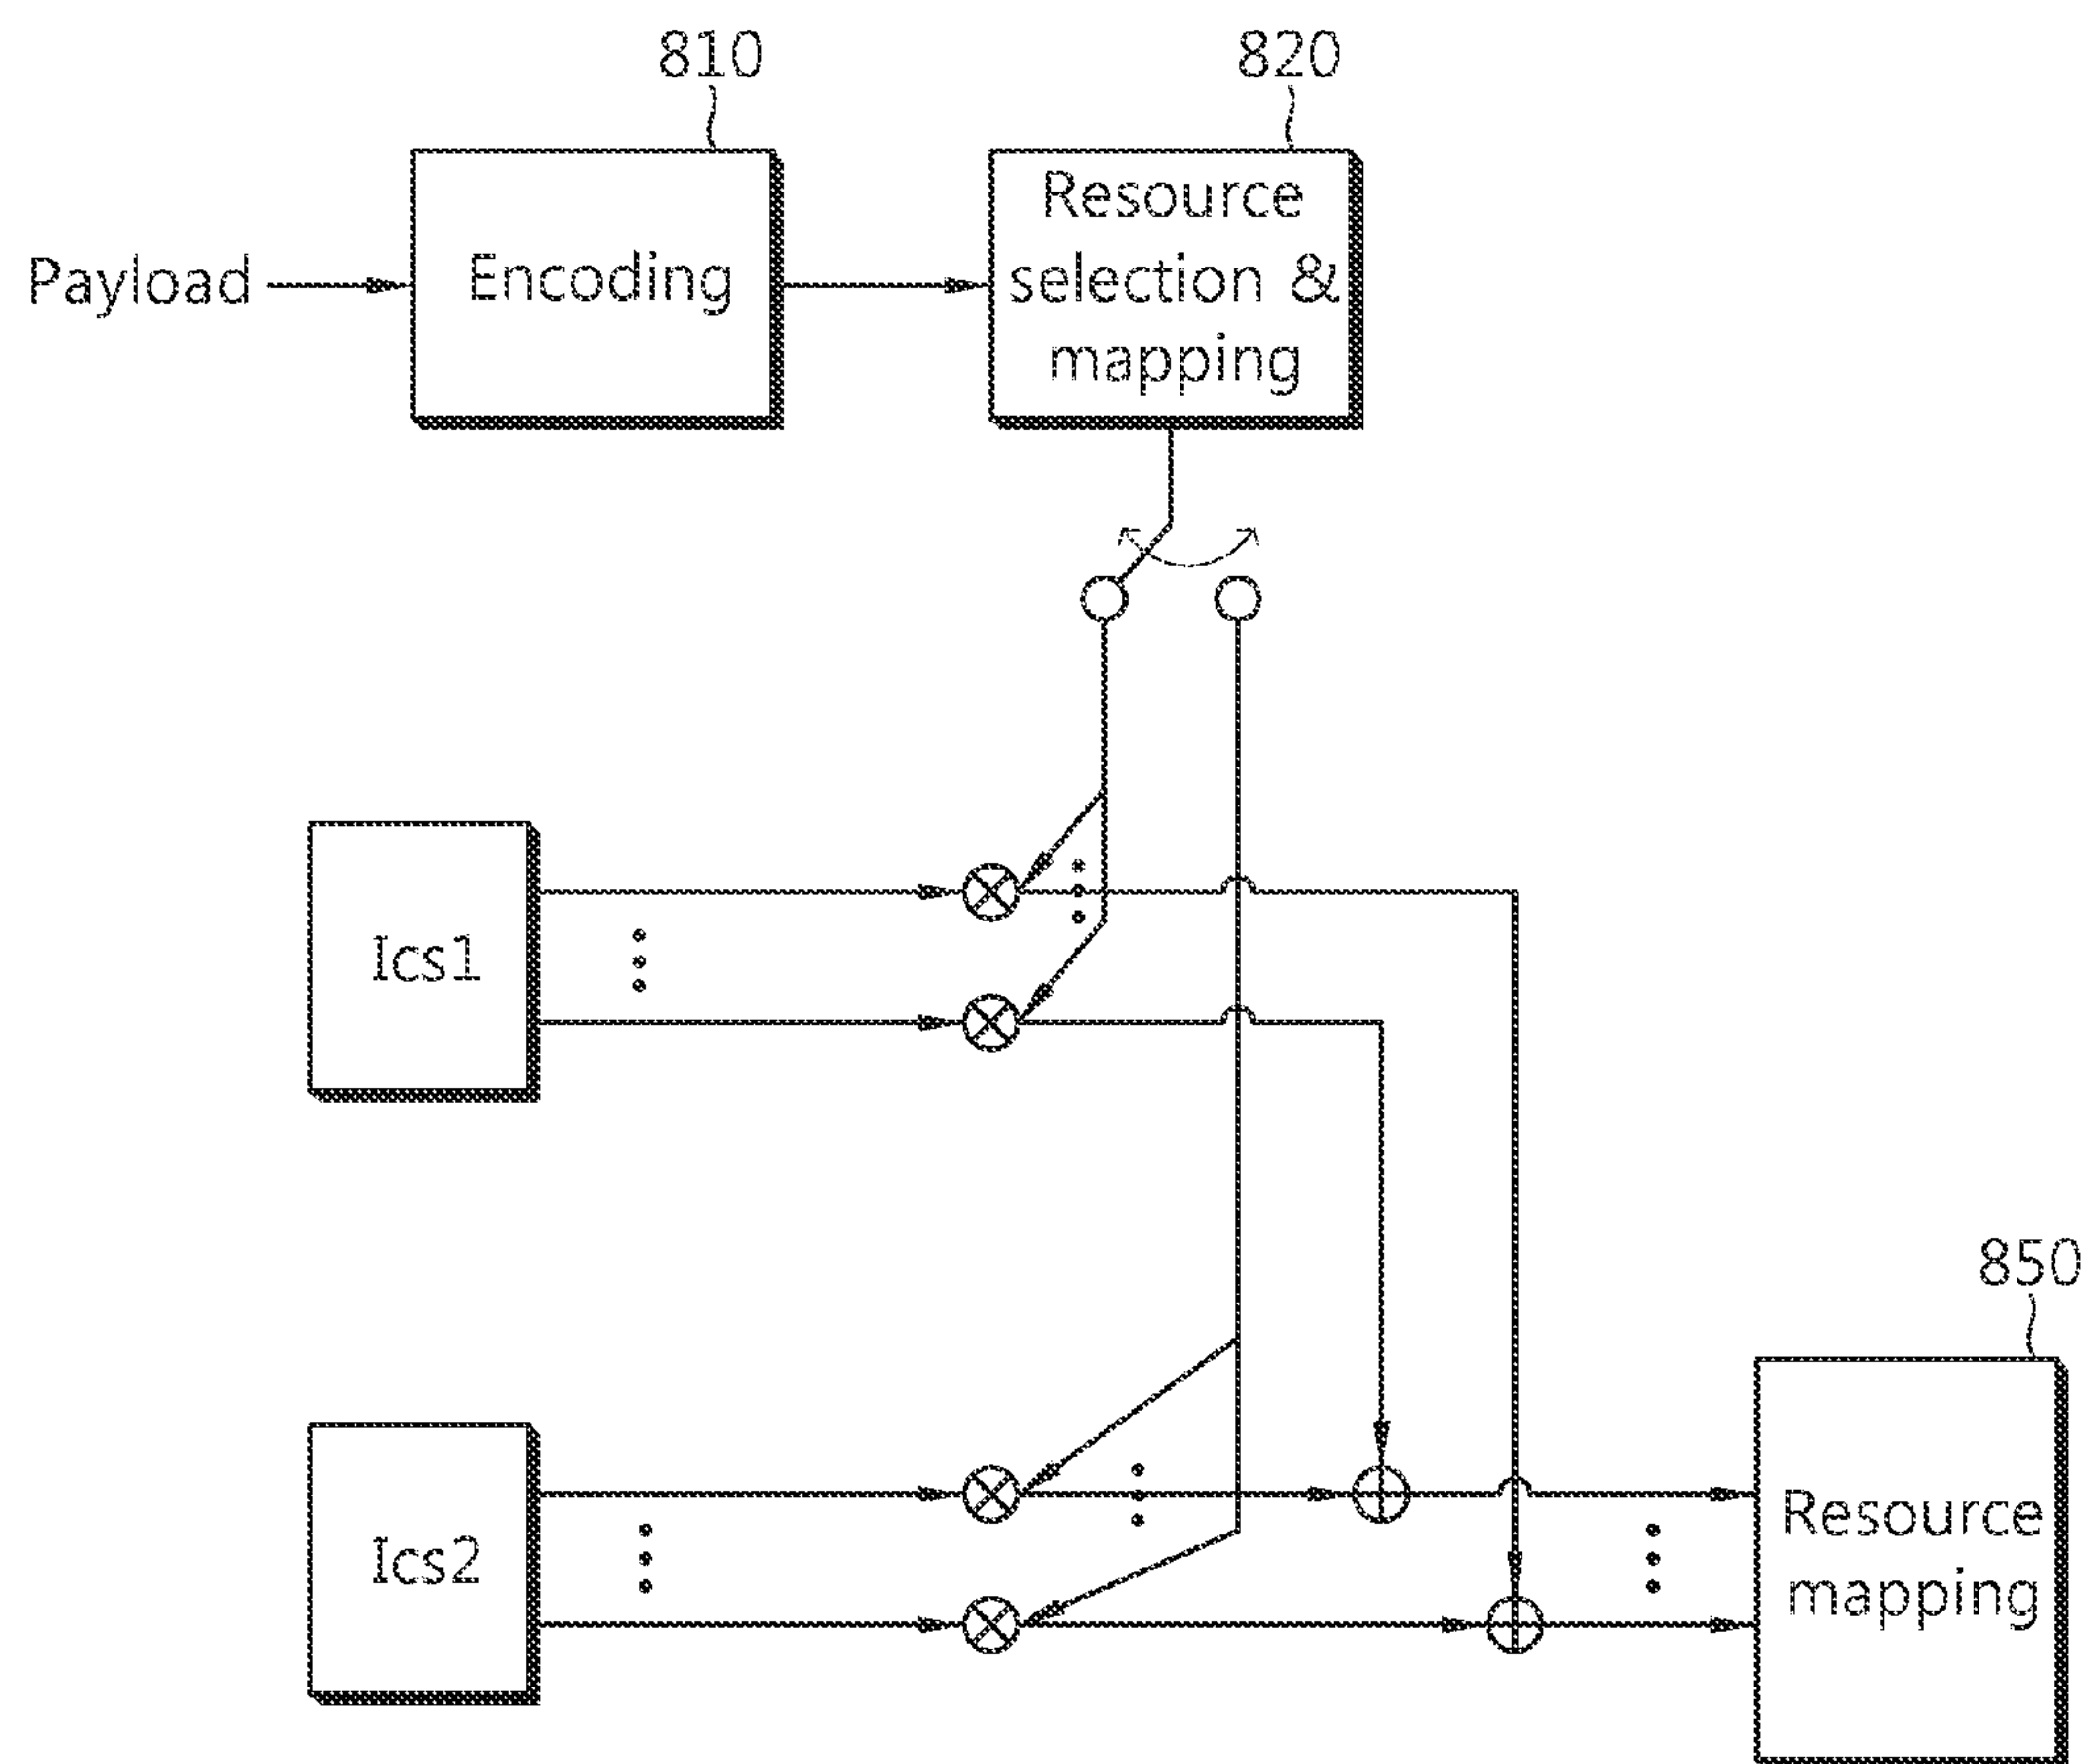 810
820
Payload
Encoding
Resource
selection &
mapping
Ics1
850
Ics2
Resource
mapping